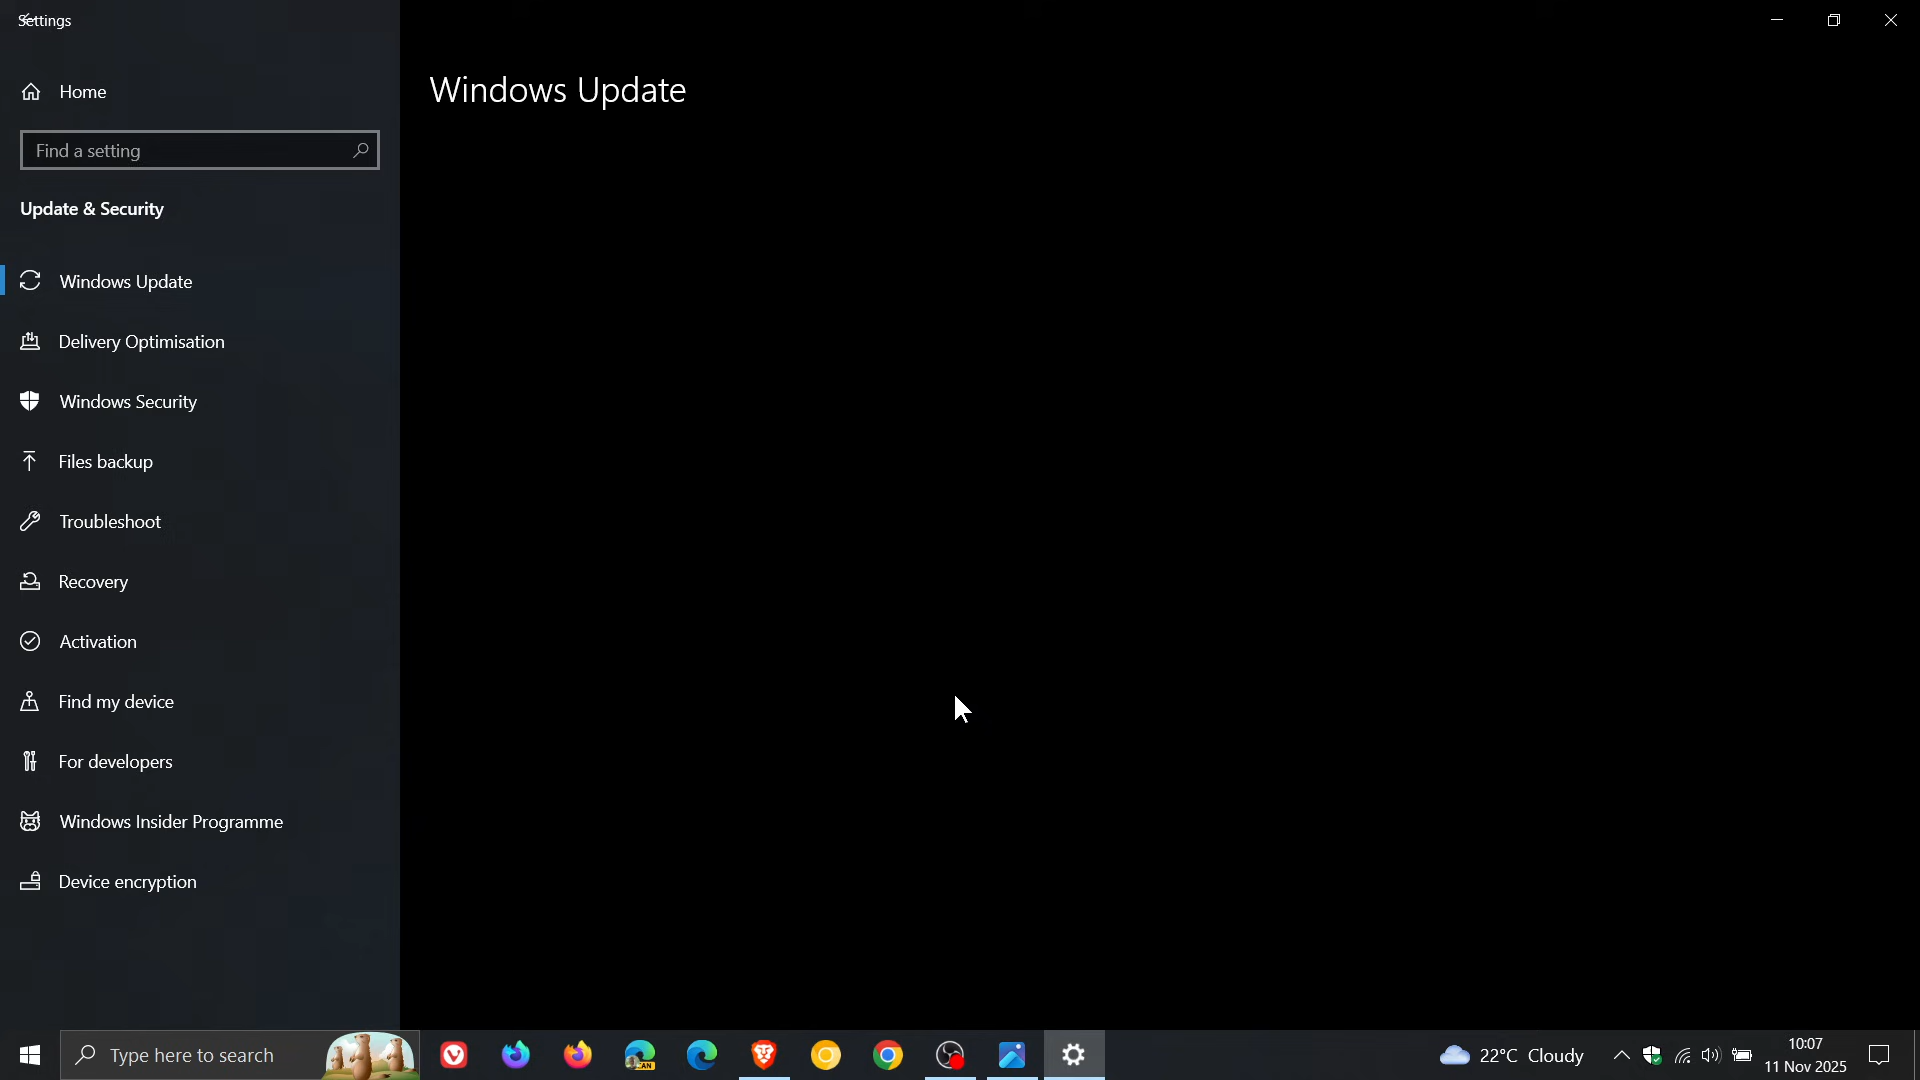 Settings
Home
Find a setting
Update & Security
Windows Update
Delivery Optimisation
Windows Security
Files backup
Troubleshoot
Recovery
Activation
Find my device
For developers
Windows Insider Programme
Device encryption
Windows Update
Type here to search
CAN
22°C Cloudy
10:07
11 Nov 2025